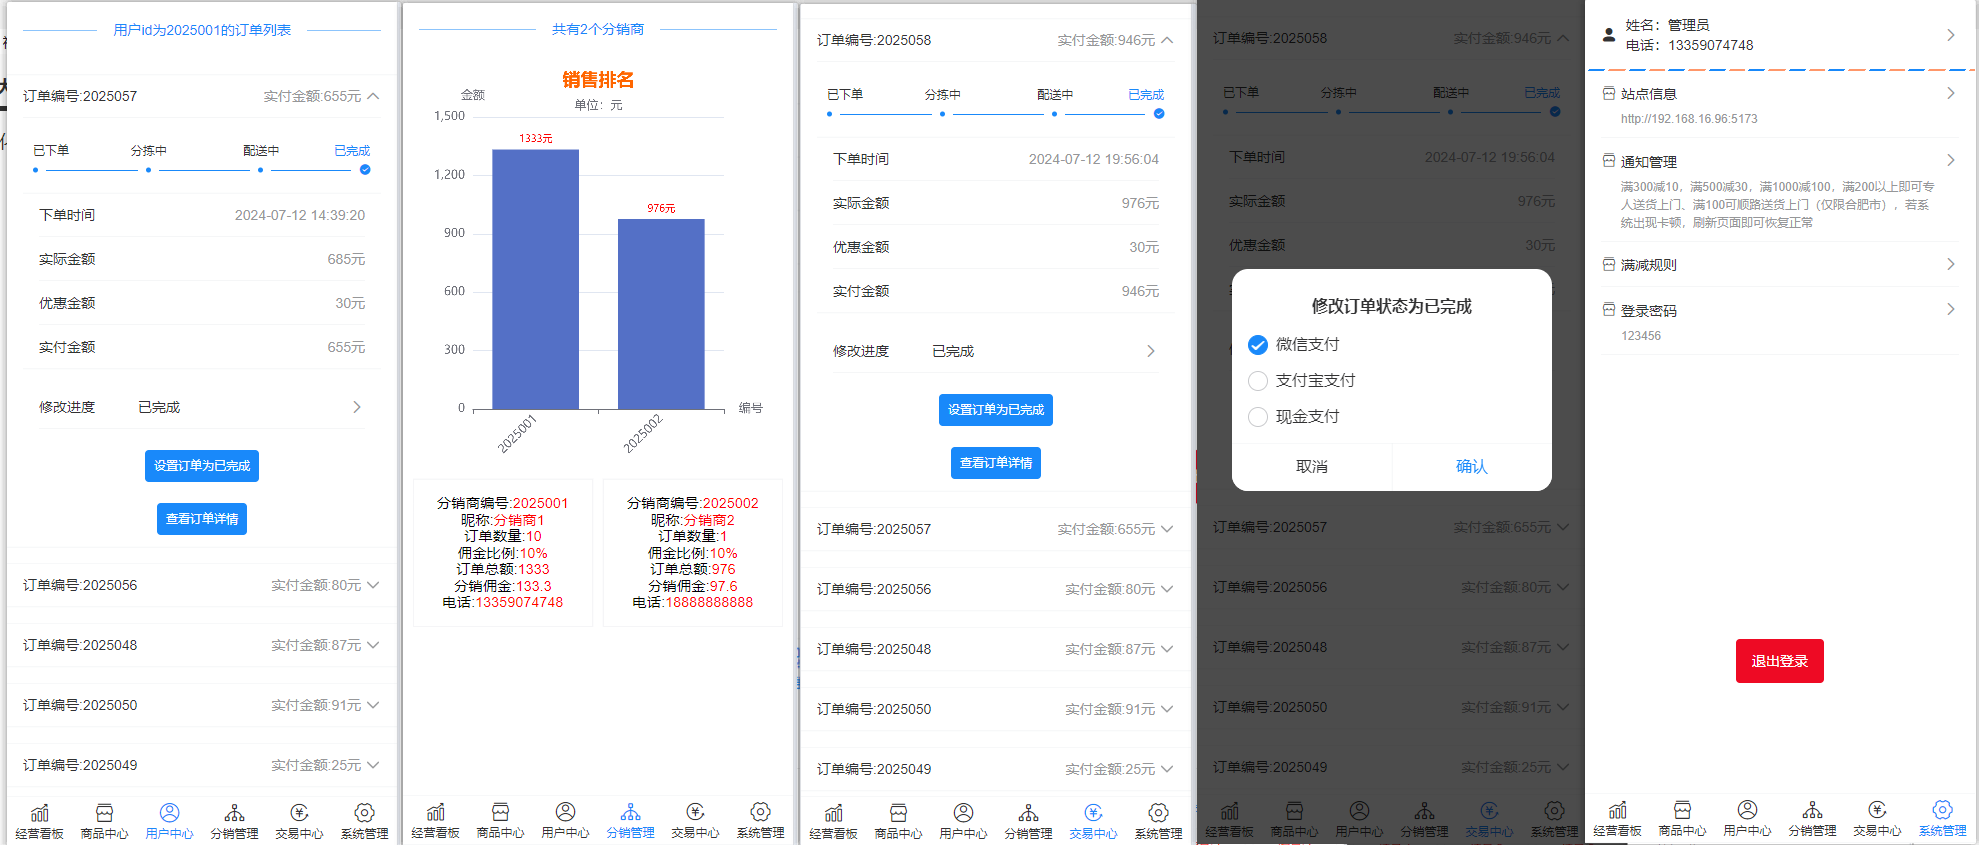 用户id为2025001的订单列表
订单编号:2025057
实付金额:655元
已下单
分拣中
配送中
已完成
下单时间
2024-07-12 14:39:20
实际金额
685元
优惠金额
30元
实付金额
655元
修改进度
已完成
设置订单为已完成
查看订单详情
订单编号:2025056
实付金额:80元
订单编号:2025048
实付金额:87元
订单编号:2025050
实付金额:91元
订单编号:2025049
实付金额:25元
经营看板
商品中心
用户中心
分销管理
交易中心
系统管理
共有2个分销商
销售排名
单位：元
金额
1,500
1,200
900
600
300
0
1333元
976元
2025001
2025002
编号
分销商编号:2025001
昵称:分销商1
订单数量:10
佣金比例:10%
订单总额:1333
分销佣金:133.3
电话:13359074748
分销商编号:2025002
昵称:分销商2
订单数量:1
佣金比例:10%
订单总额:976
分销佣金:97.6
电话:18888888888
经营看板
商品中心
用户中心
分销管理
交易中心
系统管理
订单编号:2025058
实付金额:946元
已下单
分拣中
配送中
已完成
下单时间
2024-07-12 19:56:04
实际金额
976元
优惠金额
30元
实付金额
946元
修改进度
已完成
设置订单为已完成
查看订单详情
订单编号:2025057
实付金额:655元
订单编号:2025056
实付金额:80元
订单编号:2025048
实付金额:87元
订单编号:2025050
实付金额:91元
订单编号:2025049
实付金额:25元
经营看板
商品中心
用户中心
分销管理
交易中心
系统管理
订单编号:2025058
实付金额:946元
已下单
分拣中
配送中
已完成
下单时间
2024-07-12 19:56:04
实际金额
976元
优惠金额
30元
修改订单状态为已完成
微信支付
支付宝支付
现金支付
取消
确认
订单编号:2025057
实付金额:655元
订单编号:2025056
实付金额:80元
订单编号:2025048
实付金额:87元
订单编号:2025050
实付金额:91元
订单编号:2025049
实付金额:25元
经营看板
商品中心
用户中心
分销管理
交易中心
系统管理
姓名：管理员
电话：13359074748
站点信息
http://192.168.16.96:5173
通知管理
满300减10，满500减30，满1000减100，满200以上即可专
人送货上门、满100可顺路送货上门（仅限合肥市），若系
统出现卡顿，刷新页面即可恢复正常
满减规则
登录密码
123456
退出登录
经营看板
商品中心
用户中心
分销管理
交易中心
系统管理